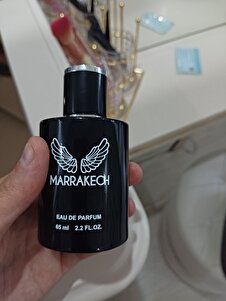 MARRAKECH
EAU DE PARFUM
65 ml 2.2 FL.OZ.